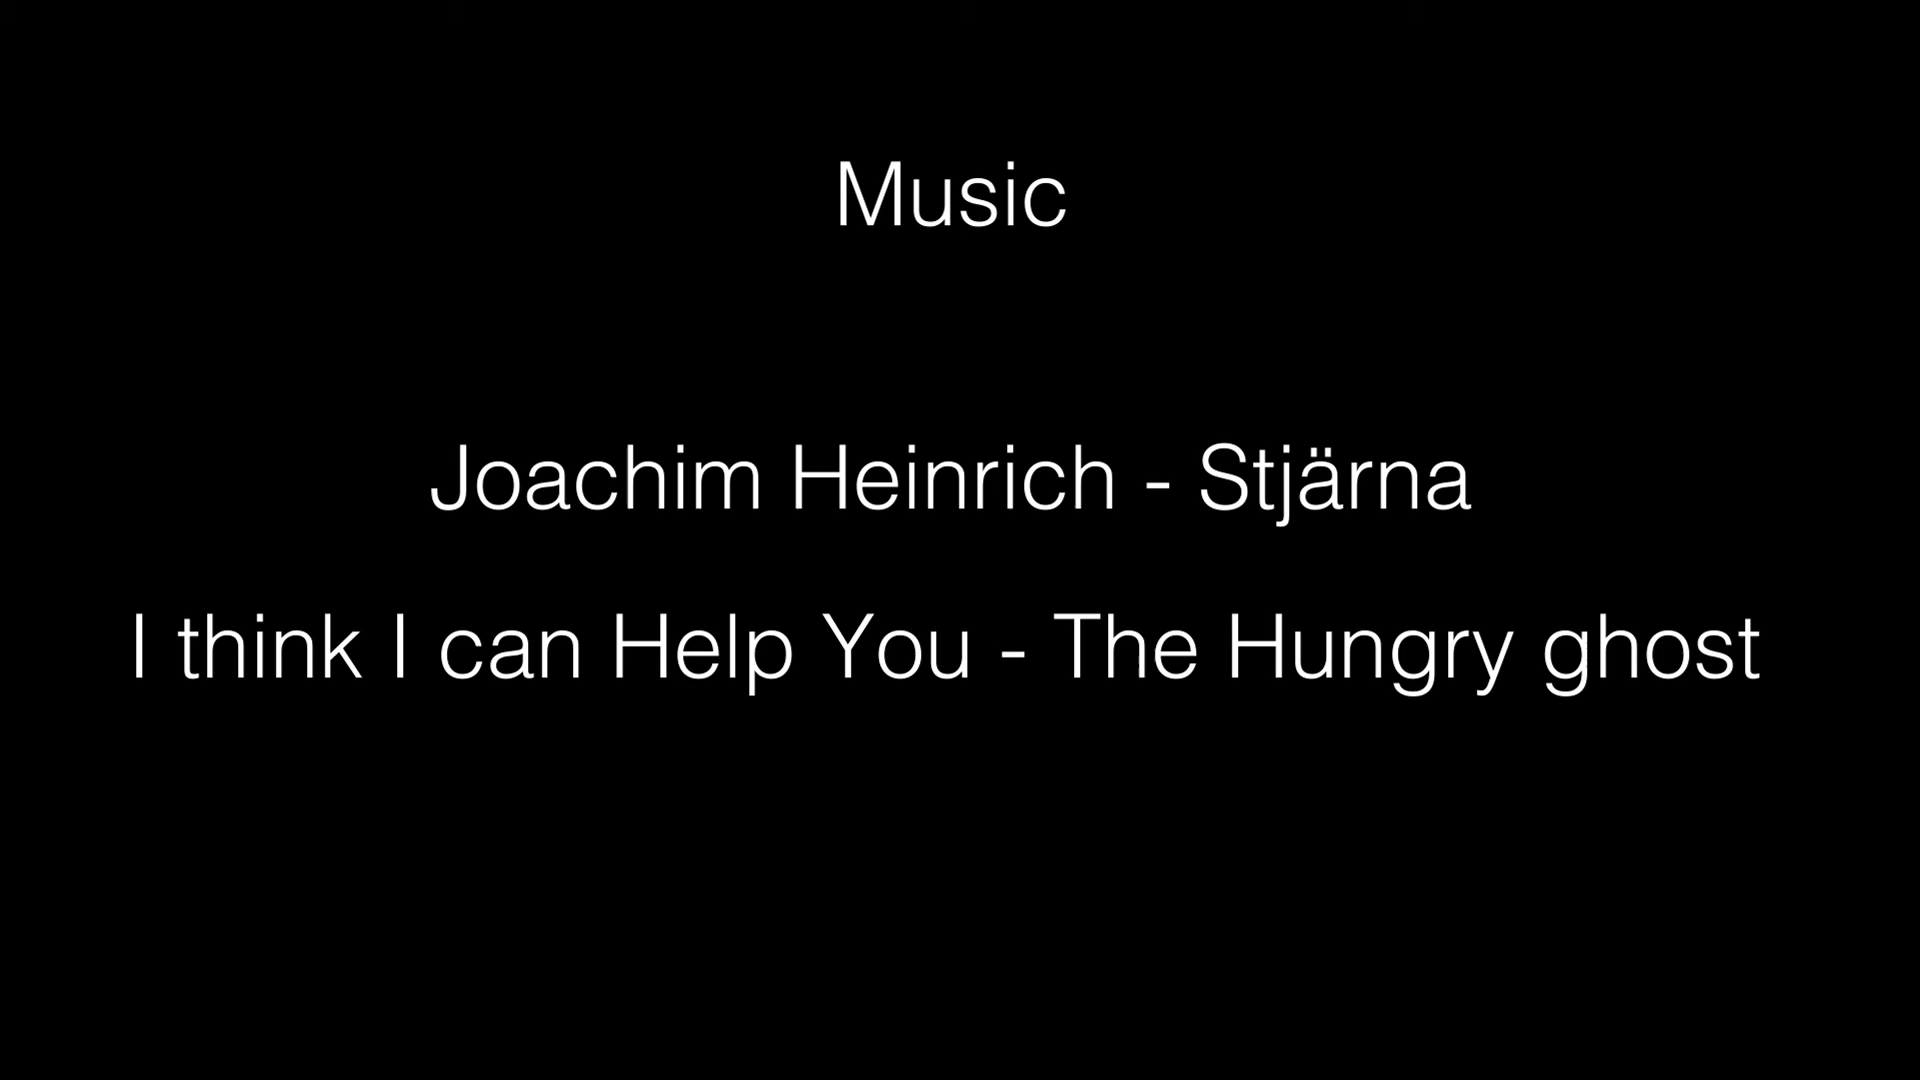 Music
Joachim Heinrich - Stjärna
I think I can Help You - The Hungry ghost